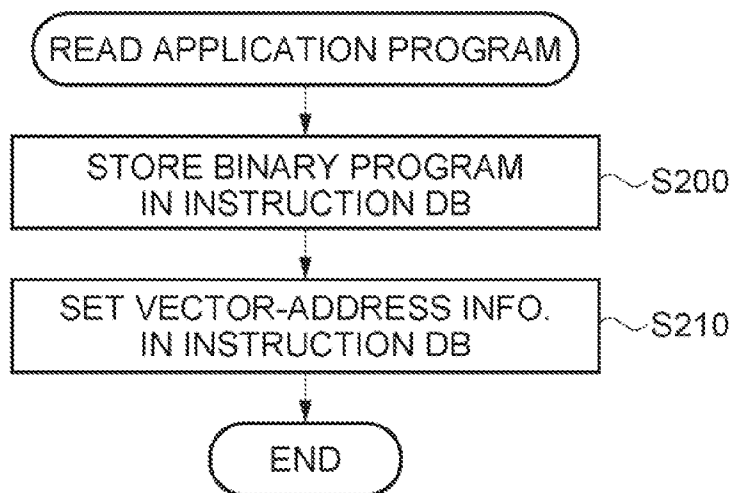 READ APPLICATION PROGRAM
STORE BINARY PROGRAM
IN INSTRUCTION DB
S200
SET VECTOR-ADDRESS INFO.
IN INSTRUCTION DB
S210
END